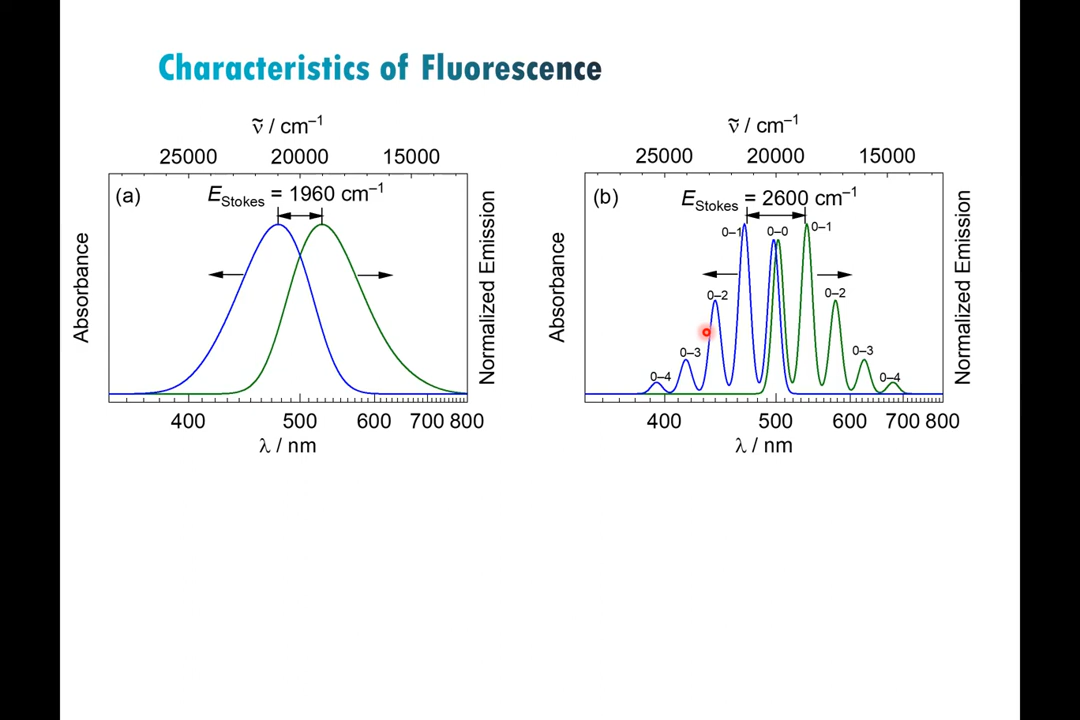 Characteristics of Fluorescence
ν̃ / cm⁻¹
25000 20000 15000
(a)
E_Stokes = 1960 cm⁻¹
Absorbance
Normalized Emission
400 500 600 700 800
λ / nm
ν̃ / cm⁻¹
25000 20000 15000
(b)
E_Stokes = 2600 cm⁻¹
0–1 0–0 0–1
0–2 0–2
0–3 0–3
0–4 0–4
Absorbance
Normalized Emission
400 500 600 700 800
λ / nm